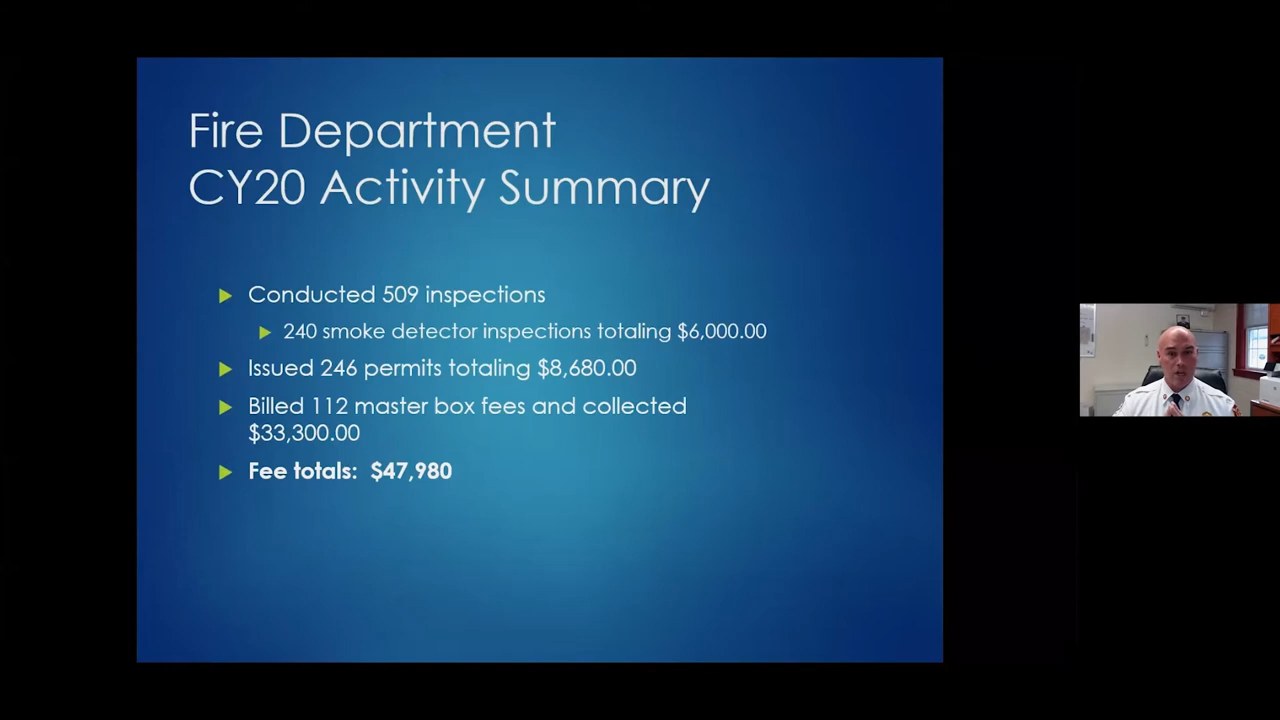 Fire Department
CY20 Activity Summary
Conducted 509 inspections
240 smoke detector inspections totaling $6,000.00
Issued 246 permits totaling $8,680.00
Billed 112 master box fees and collected
$33,300.00
Fee totals: $47,980